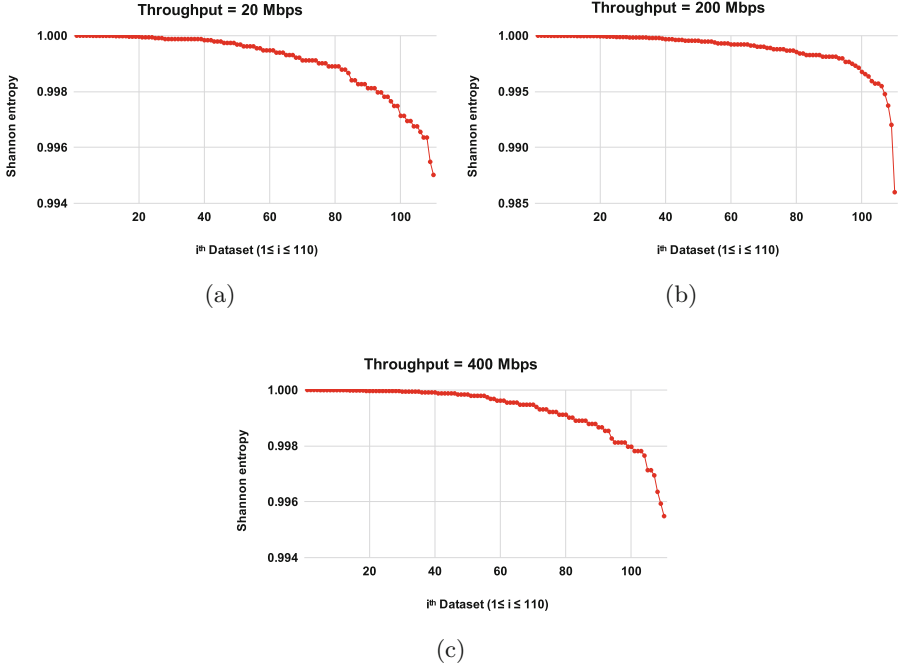 Throughput = 20 Mbps
1.000
0.998
0.996
0.994
Shannon entropy
20 40 60 80 100
iᵗʰ Dataset (1≤ i ≤ 110)
(a)
Throughput = 200 Mbps
1.000
0.995
0.990
0.985
Shannon entropy
20 40 60 80 100
iᵗʰ Dataset (1≤ i ≤ 110)
(b)
Throughput = 400 Mbps
1.000
0.998
0.996
0.994
Shannon entropy
20 40 60 80 100
iᵗʰ Dataset (1≤ i ≤ 110)
(c)